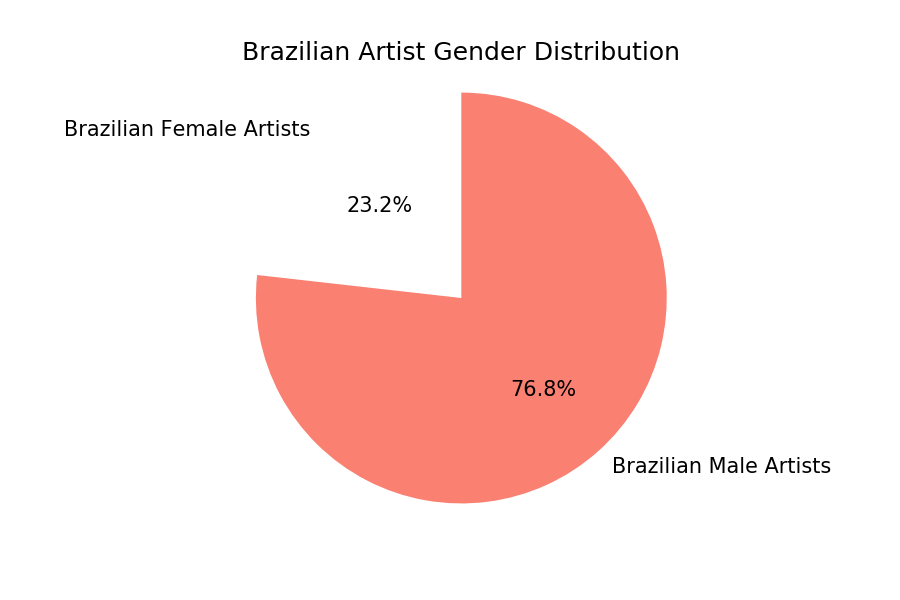 Brazilian Artist Gender Distribution
Brazilian Female Artists
23.2%
76.8%
Brazilian Male Artists